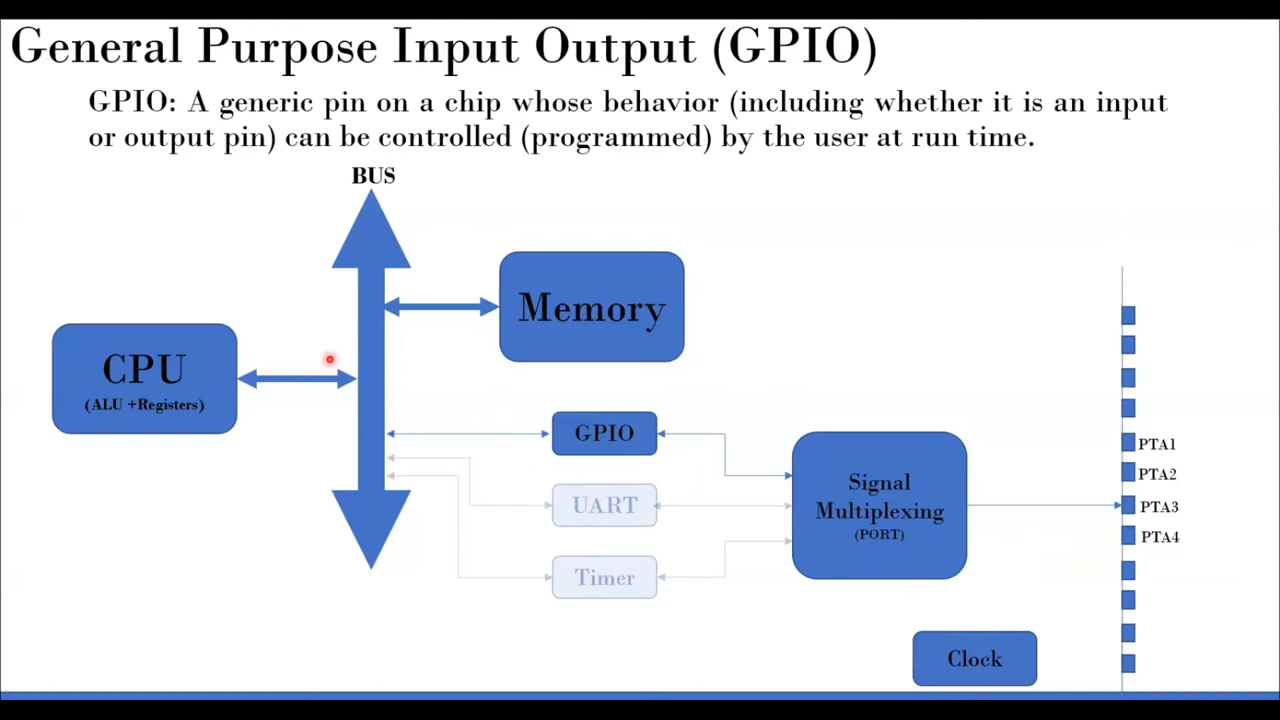 General Purpose Input Output (GPIO)
GPIO: A generic pin on a chip whose behavior (including whether it is an input
or output pin) can be controlled (programmed) by the user at run time.
BUS
Memory
CPU
(ALU +Registers)
GPIO
UART
Timer
Signal
Multiplexing
(PORT)
PTA1
PTA2
PTA3
PTA4
Clock